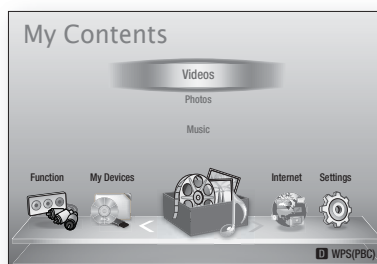 My Contents
Videos
Photos
Music
Function My Devices Internet Settings
D WPS(PBC)